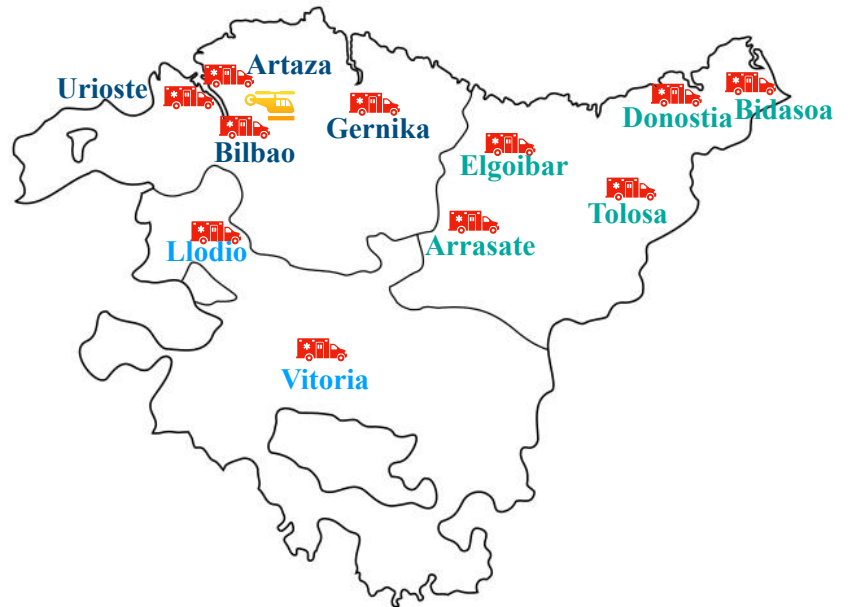 Artaza
Urioste
Bilbao
Gernika
Donostia
Bidasoa
Elgoibar
Tolosa
Arrasate
Llodio
Vitoria